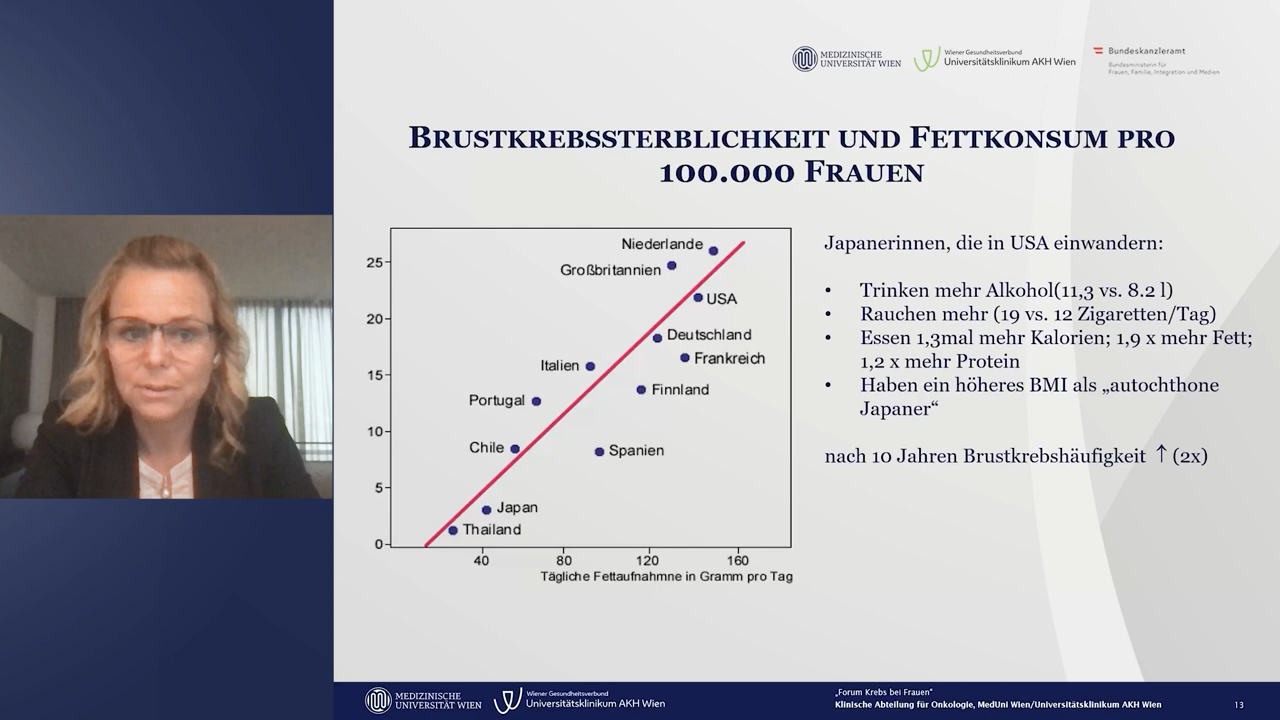 MEDIZINISCHE
UNIVERSITÄT WIEN
Wiener Gesundheitsverbund
Universitätsklinikum AKH Wien
Bundeskanzleramt
Bundesministerin für
Frauen, Familie, Integration und Medien
BRUSTKREBSSTERBLICHKEIT UND FETTKONSUM PRO
100.000 FRAUEN
25
20
15
10
5
0
Niederlande
Großbritannien
USA
Deutschland
Frankreich
Italien
Finnland
Portugal
Chile
Spanien
Japan
Thailand
40 80 120 160
Tägliche Fettaufnahmne in Gramm pro Tag
Japanerinnen, die in USA einwandern:
• Trinken mehr Alkohol(11,3 vs. 8.2 l)
• Rauchen mehr (19 vs. 12 Zigaretten/Tag)
• Essen 1,3mal mehr Kalorien; 1,9 x mehr Fett;
1,2 x mehr Protein
• Haben ein höheres BMI als „autochthone
Japaner“
nach 10 Jahren Brustkrebshäufigkeit ↑ (2x)
MEDIZINISCHE
UNIVERSITÄT WIEN
Wiener Gesundheitsverbund
Universitätsklinikum AKH Wien
„Forum Krebs bei Frauen“
Klinische Abteilung für Onkologie, MedUni Wien/Universitätsklinikum AKH Wien
13